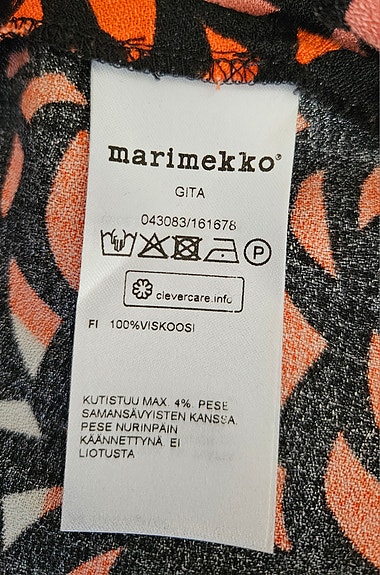 marimekko®
GITA
043083/161678
P
clevercare.info
FI 100%VISKOOSI
KUTISTUU MAX. 4%. PESE
SAMANSÄVYISTEN KANSSA.
PESE NURINPÄIN
KÄÄNNETTYNÄ. EI
LIOTUSTA